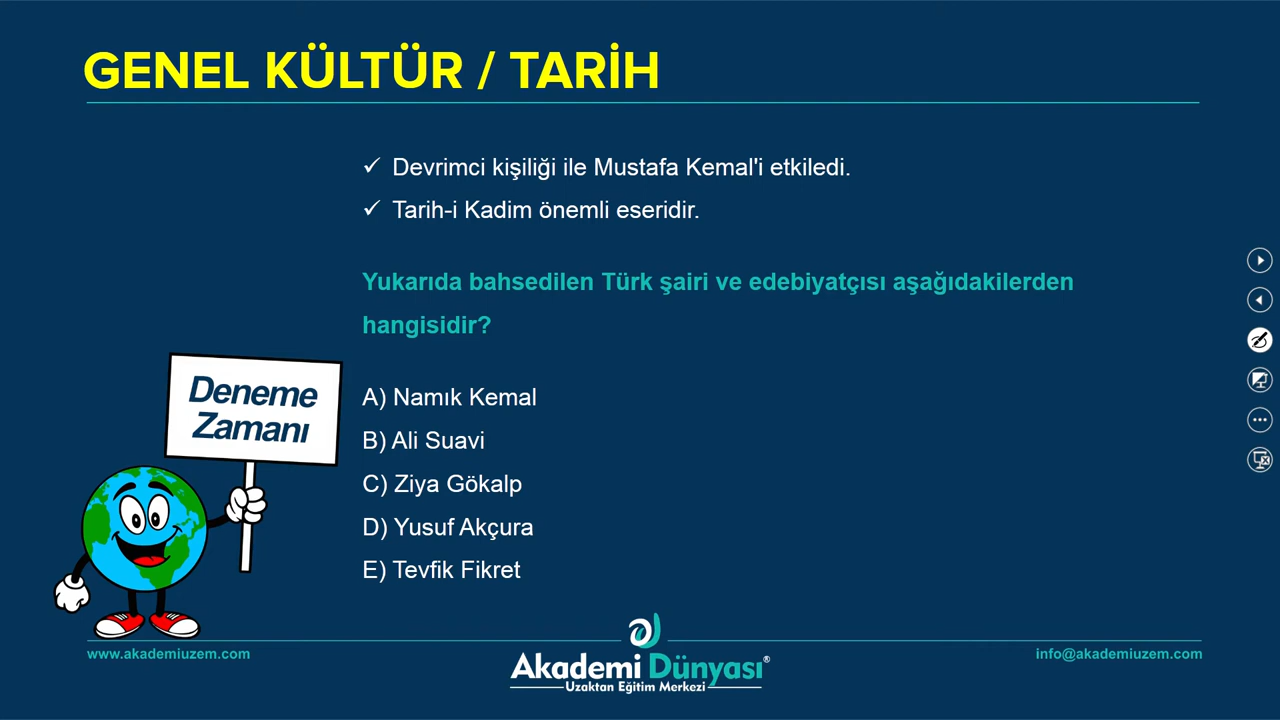 GENEL KÜLTÜR / TARİH
✓ Devrimci kişiliği ile Mustafa Kemal'i etkiledi.
✓ Tarih-i Kadim önemli eseridir.
Yukarıda bahsedilen Türk şairi ve edebiyatçısı aşağıdakilerden
hangisidir?
Deneme
Zamanı
A) Namık Kemal
B) Ali Suavi
C) Ziya Gökalp
D) Yusuf Akçura
E) Tevfik Fikret
www.akademiuzem.com
info@akademiuzem.com
Akademi Dünyası®
Uzaktan Eğitim Merkezi